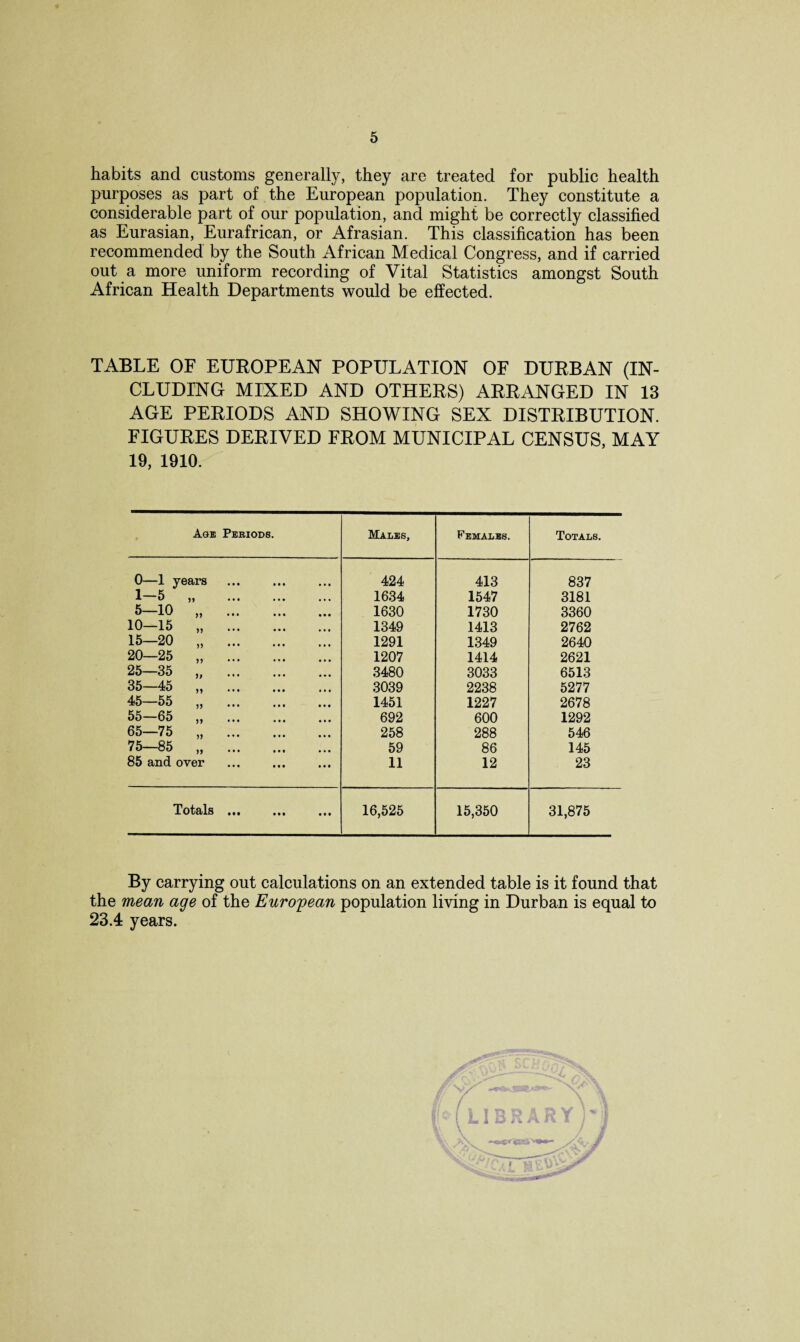 5
habits and customs generally, they are treated for public health
purposes as part of the European population. They constitute a
considerable part of our population, and might be correctly classified
as Eurasian, Eurafrican, or Afrasian. This classification has been
recommended by the South African Medical Congress, and if carried
out a more uniform recording of Vital Statistics amongst South
African Health Departments would be effected.
TABLE OF EUROPEAN POPULATION OF DURBAN (IN-
CLUDING MIXED AND OTHERS) ARRANGED IN 13
AGE PERIODS AND SHOWING SEX DISTRIBUTION.
FIGURES DERIVED FROM MUNICIPAL CENSUS, MAY
19, 1910.
Age Periods. Males, Females. Totals.
0—1 years ... ... ... 424 413 837
1—5 „ ... ... ... 1634 1547 3181
5—10 „ ... ... ... 1630 1730 3360
10—15 „ ... ... ... 1349 1413 2762
15—20 „ ... ... ... 1291 1349 2640
20—25 „ ... ... ... 1207 1414 2621
25—35 „ ... ... ... 3480 3033 6513
35—45 „ ... ... ... 3039 2238 5277
45—55 „ ... ... ... 1451 1227 2678
55—65 „ ... ... ... 692 600 1292
65—75 „ ... ... ... 258 288 546
75—85 „ ... ... ... 59 86 145
85 and over ... ... ... 11 12 23
Totals ... ... ... 16,525 15,350 31,875
By carrying out calculations on an extended table is it found that
the mean age of the European population living in Durban is equal to
23.4 years.
LIBRARY